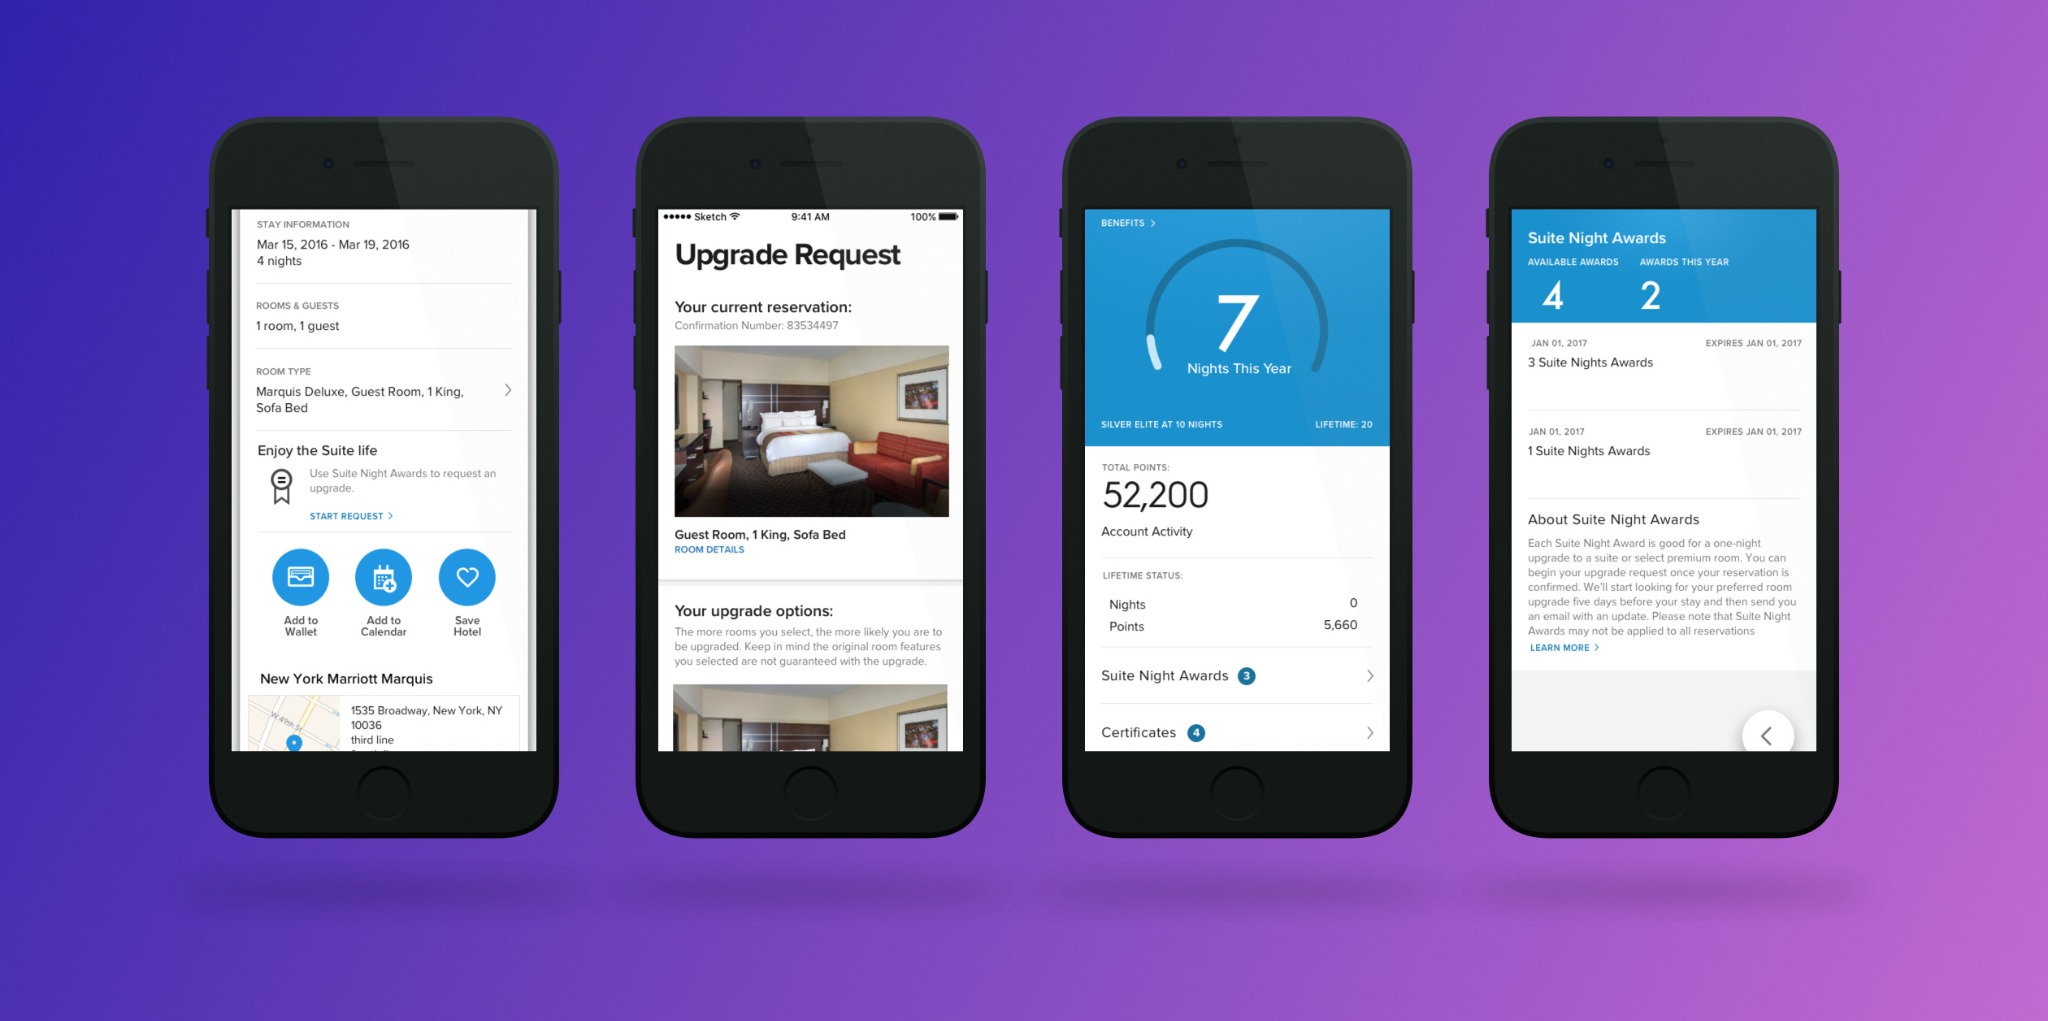 STAY INFORMATION
Mar 15, 2016 - Mar 19, 2016
4 nights
ROOMS & GUESTS
1 room, 1 guest
ROOM TYPE
Marquis Deluxe, Guest Room, 1 King,
Sofa Bed
Enjoy the Suite life
Use Suite Night Awards to request an
upgrade.
START REQUEST
Add to
Wallet
Add to
Calendar
Save
Hotel
New York Marriott Marquis
W 49th St
1535 Broadway, New York, NY
10036
third line
Sketch 9:41 AM 100%
Upgrade Request
Your current reservation:
Confirmation Number: 83534497
Guest Room, 1 King, Sofa Bed
ROOM DETAILS
Your upgrade options:
The more rooms you select, the more likely you are to
be upgraded. Keep in mind the original room features
you selected are not guaranteed with the upgrade.
BENEFITS
7
Nights This Year
SILVER ELITE AT 10 NIGHTS LIFETIME: 20
TOTAL POINTS:
52,200
Account Activity
LIFETIME STATUS:
Nights 0
Points 5,660
Suite Night Awards 3
Certificates 4
Suite Night Awards
AVAILABLE AWARDS AWARDS THIS YEAR
4 2
JAN 01, 2017 EXPIRES JAN 01, 2017
3 Suite Nights Awards
JAN 01, 2017 EXPIRES JAN 01, 2017
1 Suite Nights Awards
About Suite Night Awards
Each Suite Night Award is good for a one-night
upgrade to a suite or select premium room. You can
begin your upgrade request once your reservation is
confirmed. We'll start looking for your preferred room
upgrade five days before your stay and then send you
an email with an update. Please note that Suite Night
Awards may not be applied to all reservations
LEARN MORE